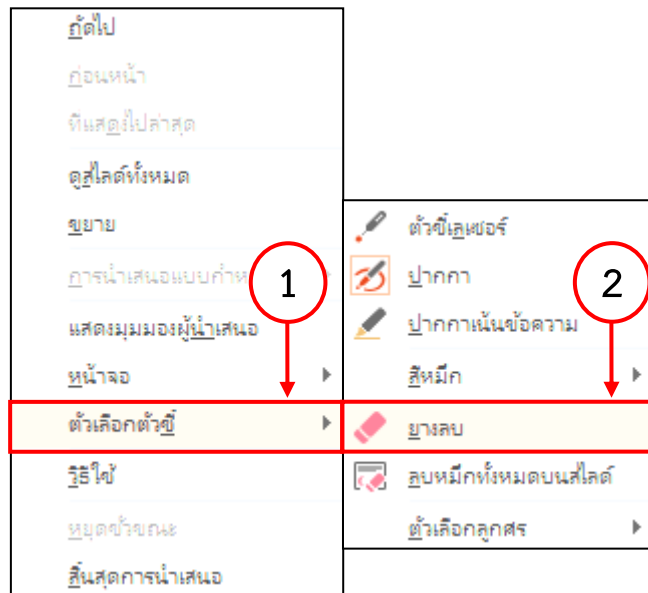 ถัดไป
ก่อนหน้า
ที่แสดงไปล่าสุด
ดูสไลด์ทั้งหมด
ขยาย
การนำเสนอแบบกำห
แสดงมุมมองผู้นำเสนอ
หน้าจอ
ตัวเลือกตัวชี้
วิธีใช้
หยุดชั่วขณะ
สิ้นสุดการนำเสนอ
1
ตัวชี้เลเซอร์
ปากกา
ปากกาเน้นข้อความ
สีหมึก
ยางลบ
ลบหมึกทั้งหมดบนสไลด์
ตัวเลือกลูกศร
2